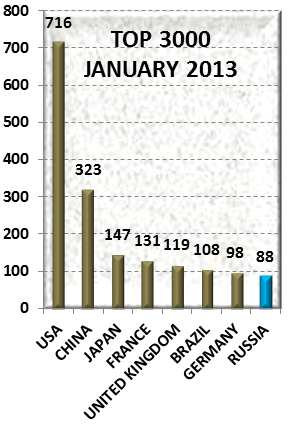 TOP 3000
JANUARY 2013
800
700
600
500
400
300
200
100
0
716
323
147
131
119
108
98
88
USA
CHINA
JAPAN
FRANCE
UNITED KINGDOM
BRAZIL
GERMANY
RUSSIA